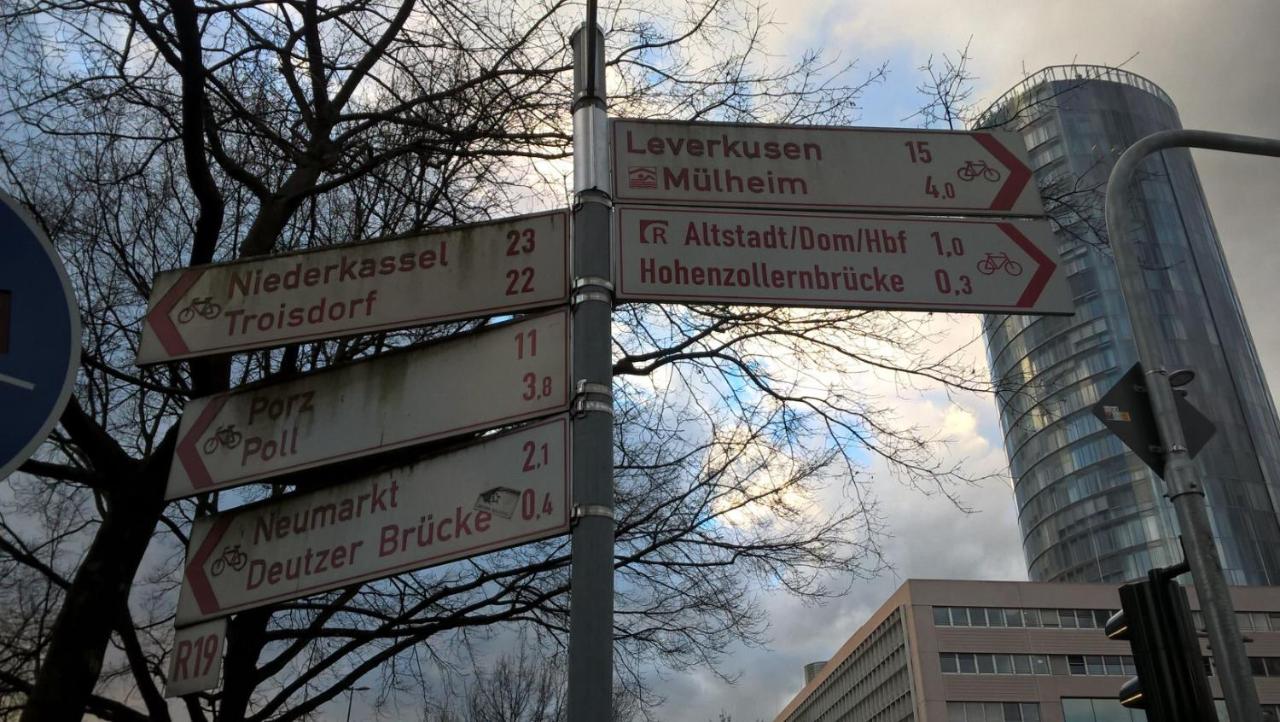 Leverkusen 15
Mülheim 4,0
R Altstadt/Dom/Hbf 1,0
Hohenzollernbrücke 0,3
Niederkassel 23
Troisdorf 22
Porz 11
Poll 3,8
Neumarkt 2,1
Deutzer Brücke 0,4
R19